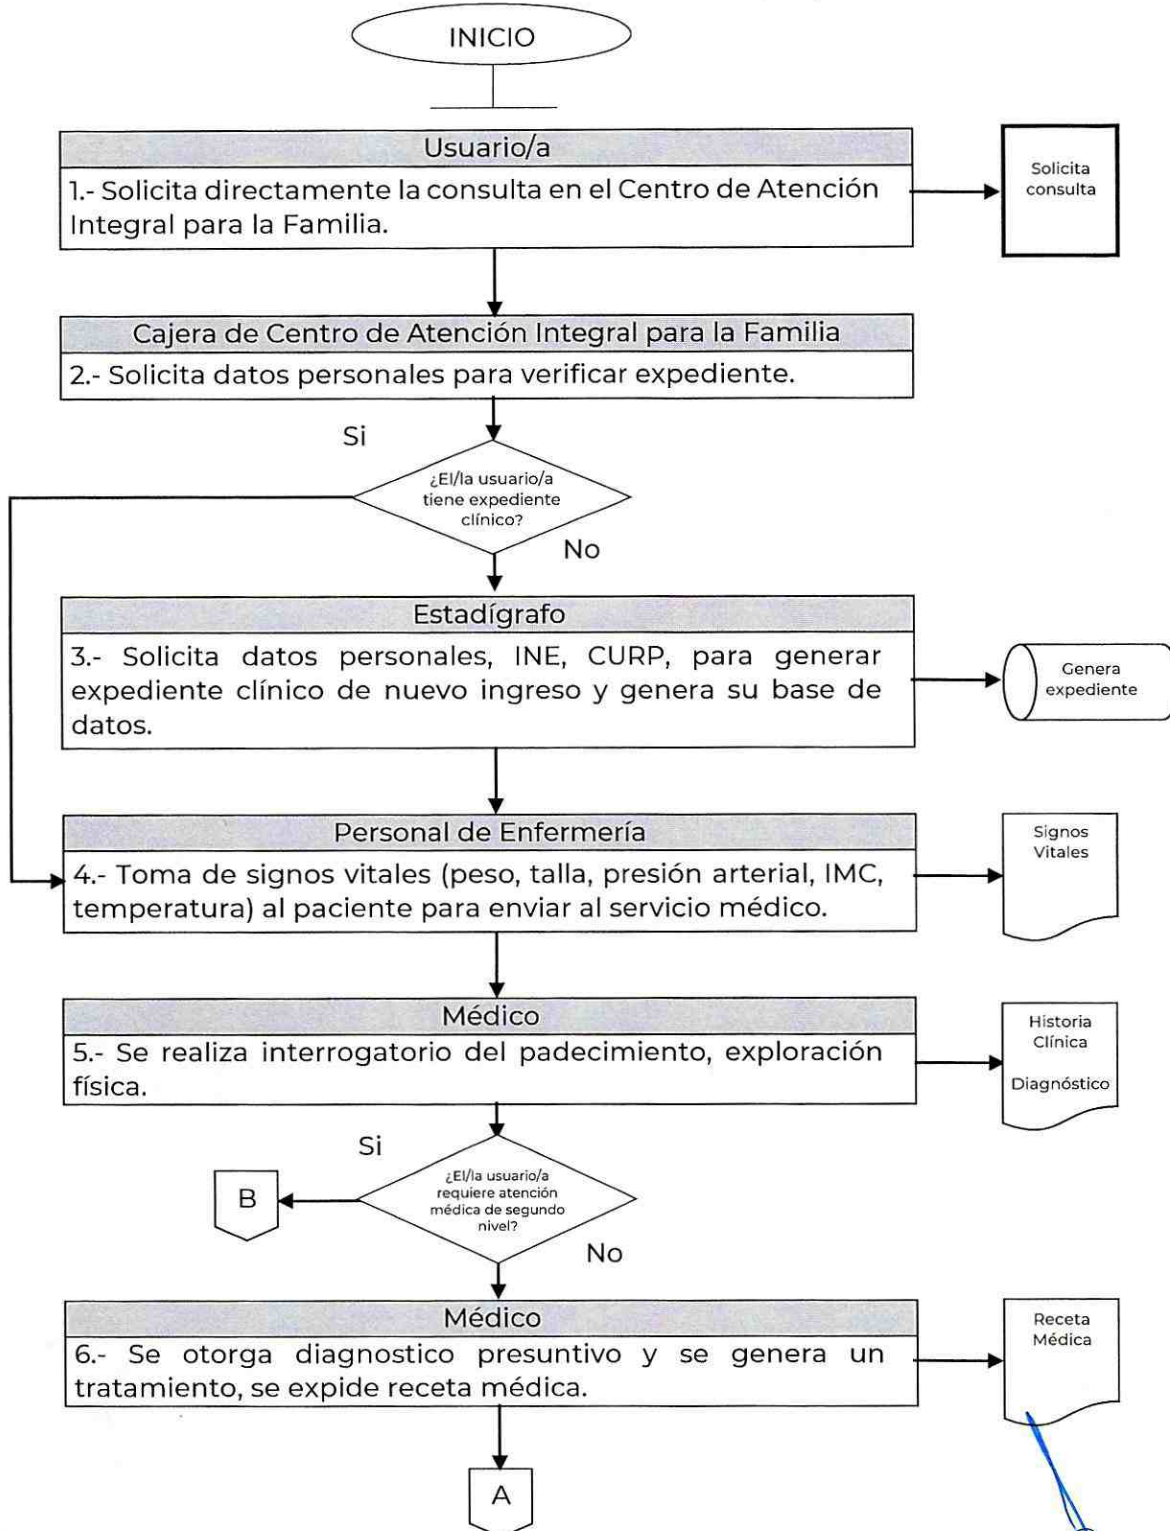 INICIO
Usuario/a
1.- Solicita directamente la consulta en el Centro de Atención
Integral para la Familia.
Solicita
consulta
Cajera de Centro de Atención Integral para la Familia
2.- Solicita datos personales para verificar expediente.
Si
¿El/la usuario/a
tiene expediente
clínico?
No
Estadígrafo
3.- Solicita datos personales, INE, CURP, para generar
expediente clínico de nuevo ingreso y genera su base de
datos.
Genera
expediente
Personal de Enfermería
4.- Toma de signos vitales (peso, talla, presión arterial, IMC,
temperatura) al paciente para enviar al servicio médico.
Signos
Vitales
Médico
5.- Se realiza interrogatorio del padecimiento, exploración
física.
Historia
Clínica
Diagnóstico
Si
¿El/la usuario/a
requiere atención
médica de segundo
nivel?
B
No
Médico
6.- Se otorga diagnostico presuntivo y se genera un
tratamiento, se expide receta médica.
Receta
Médica
A